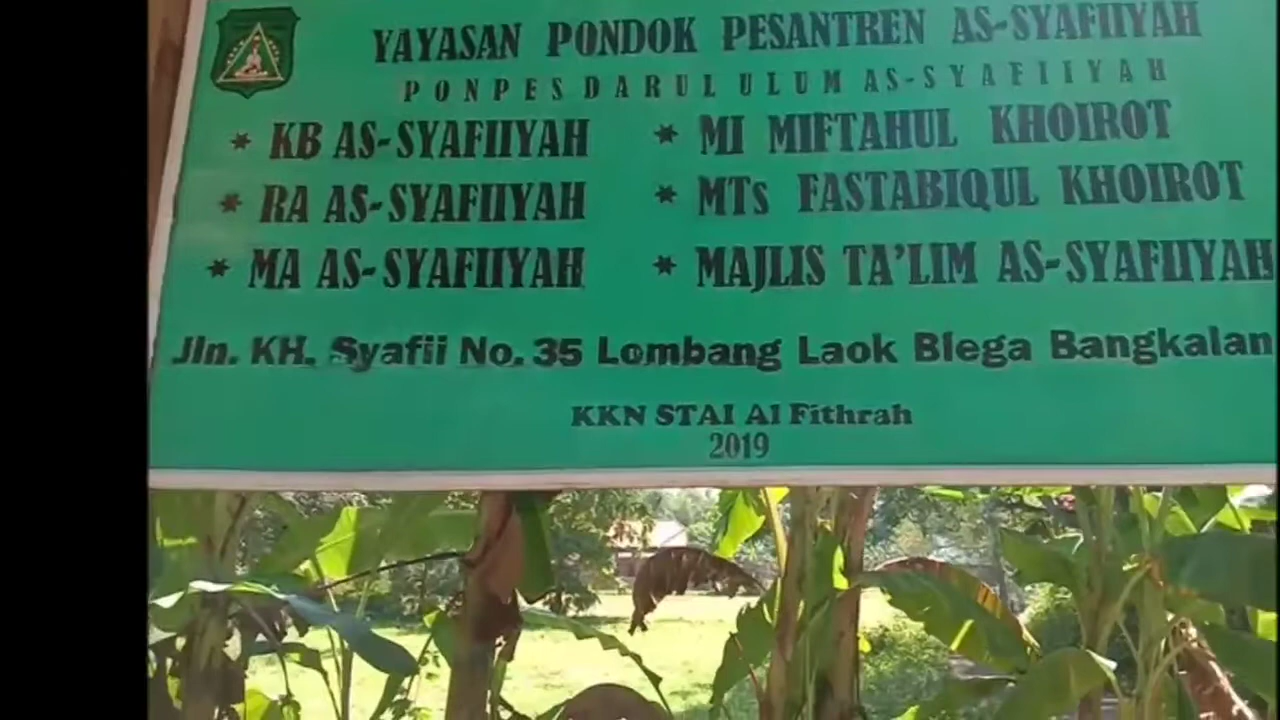 YAYASAN PONDOK PESANTREN AS-SYAFIIYAH
PONPES DARUL ULUM AS-SYAFIIYAH
* KB AS-SYAFIIYAH * MI MIFTAHUL KHOIROT
* RA AS-SYAFIIYAH * MTs FASTABIQUL KHOIROT
* MA AS-SYAFIIYAH * MAJLIS TA'LIM AS-SYAFIIYAH
Jln. KH. Syafii No. 35 Lombang Laok Blega Bangkalan
KKN STAI Al Fithrah
2019